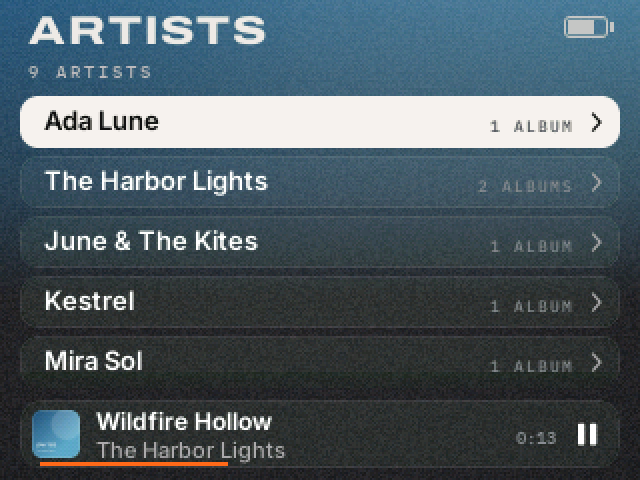 ARTISTS
9 ARTISTS
Ada Lune 1 ALBUM
The Harbor Lights 2 ALBUMS
June & The Kites 1 ALBUM
Kestrel 1 ALBUM
Mira Sol 1 ALBUM
Wildfire Hollow
The Harbor Lights 0:13